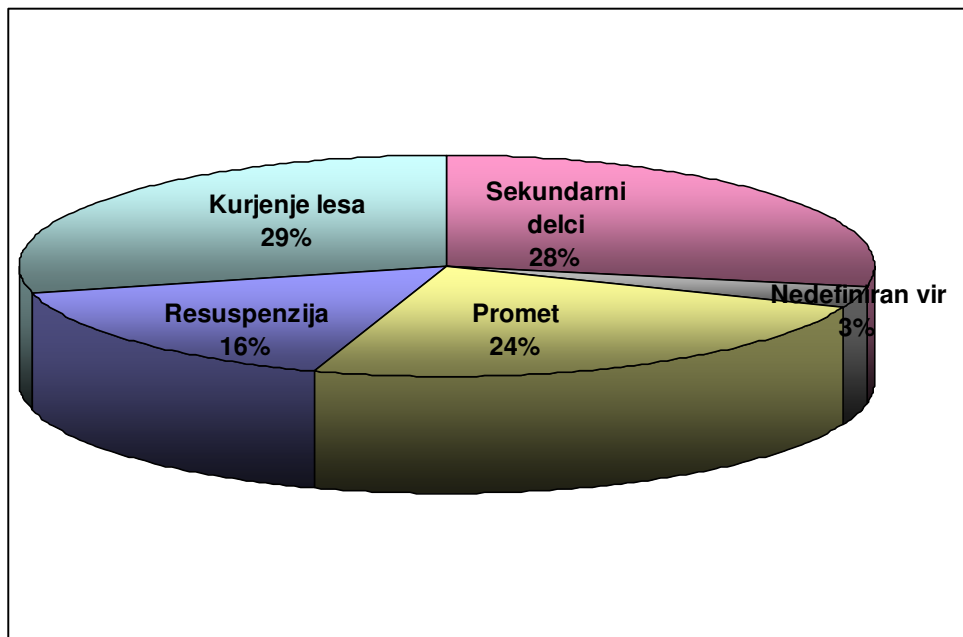 Kurjenje lesa
29%
Sekundarni
delci
28%
Nedefiniran vir
3%
Resuspenzija
16%
Promet
24%